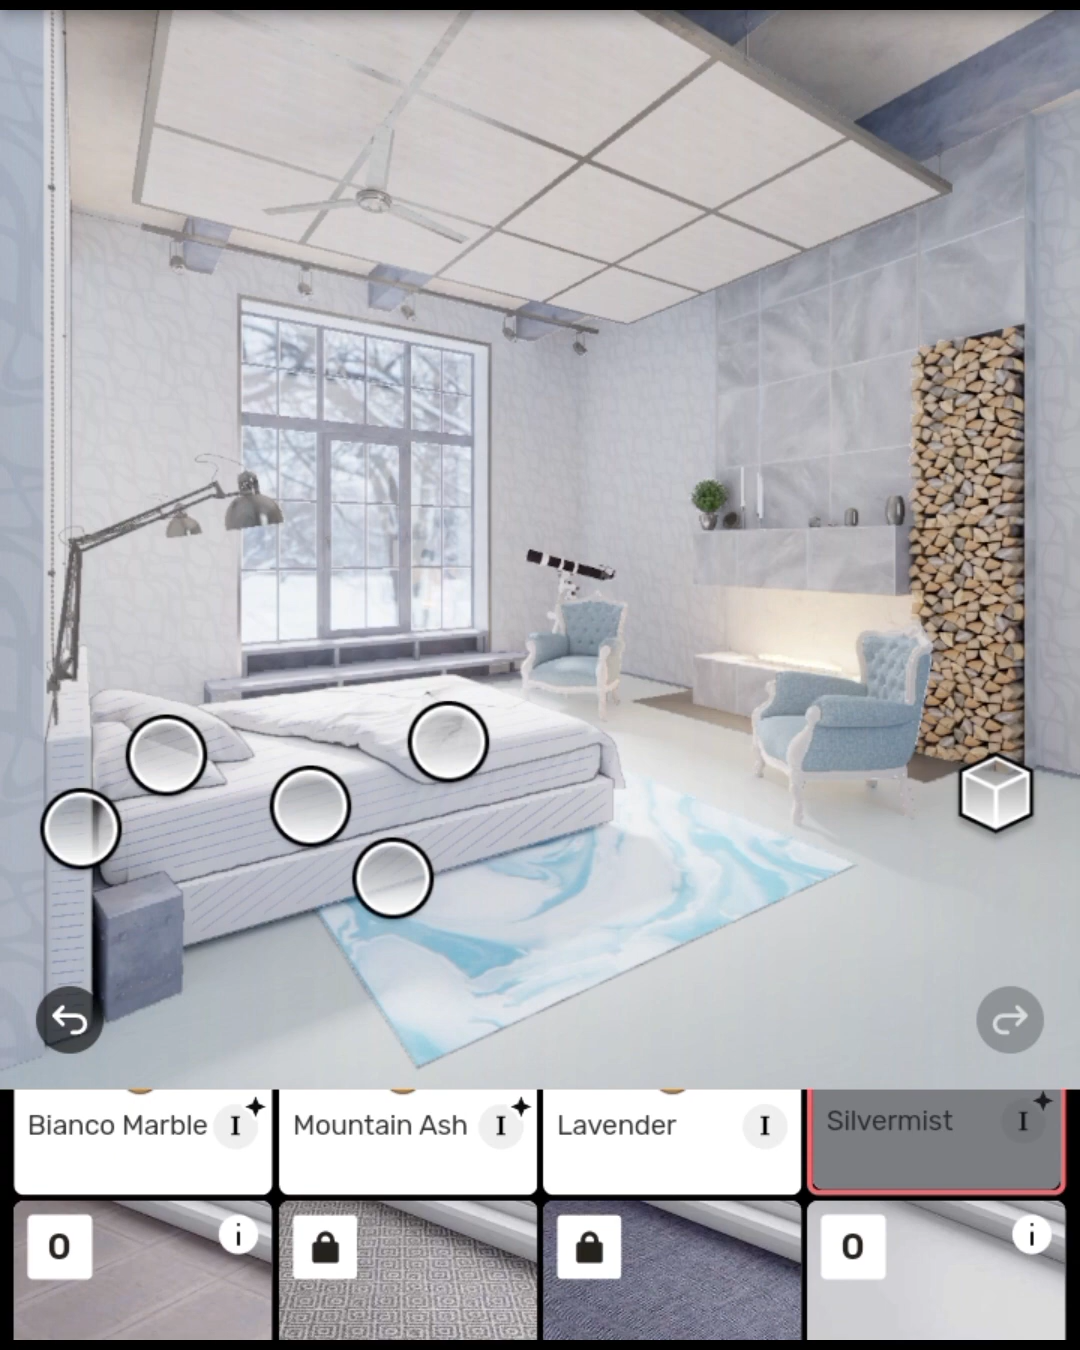 Bianco Marble I
Mountain Ash I
Lavender I
Silvermist I
0 i
0 i